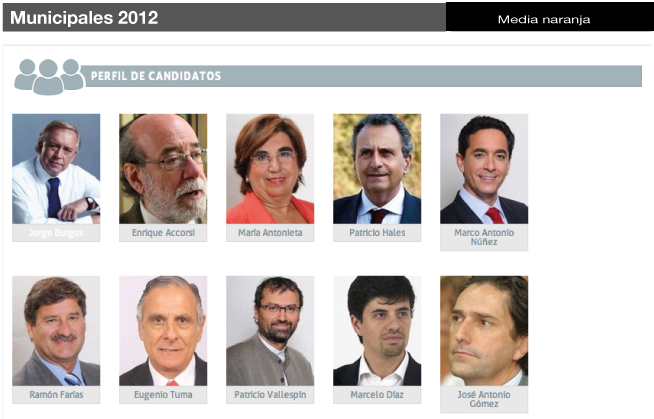 Municipales 2012
Media naranja
PERFIL DE CANDIDATOS
Jorge Burgos
Enrique Accorsi
María Antonieta
Patricio Hales
Marco Antonio
Núñez
Ramón Farías
Eugenio Tuma
Patricio Vallespín
Marcelo Díaz
José Antonio
Gómez